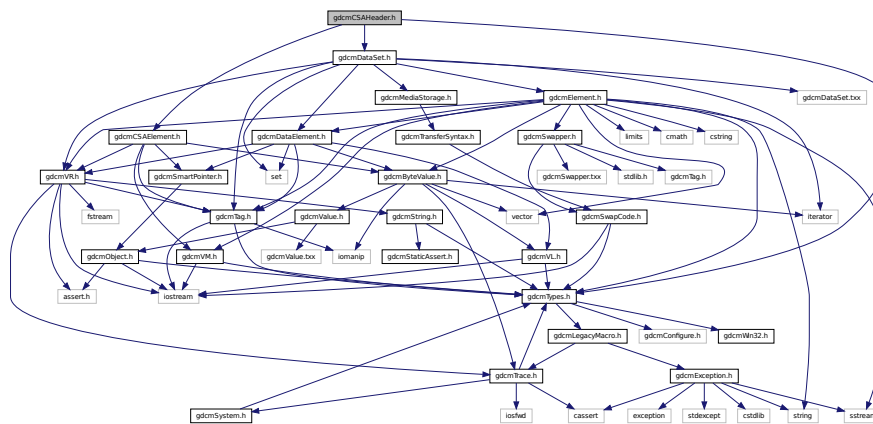 gdcmCSAHeader.h
gdcmDataSet.h
gdcmMediaStorage.h
gdcmElement.h
gdcmDataSet.txx
gdcmCSAElement.h
gdcmDataElement.h
gdcmTransferSyntax.h
gdcmSwapper.h
limits
cmath
cstring
gdcmVR.h
gdcmSmartPointer.h
set
gdcmByteValue.h
gdcmSwapper.txx
stdlib.h
gdcmTag.h
fstream
gdcmTag.h
gdcmValue.h
gdcmString.h
vector
gdcmSwapCode.h
iterator
gdcmObject.h
gdcmVM.h
gdcmValue.txx
iomanip
gdcmStaticAssert.h
gdcmVL.h
assert.h
iostream
gdcmTypes.h
gdcmLegacyMacro.h
gdcmConfigure.h
gdcmWin32.h
gdcmTrace.h
gdcmException.h
gdcmSystem.h
iosfwd
cassert
exception
stdexcept
cstdlib
string
sstream